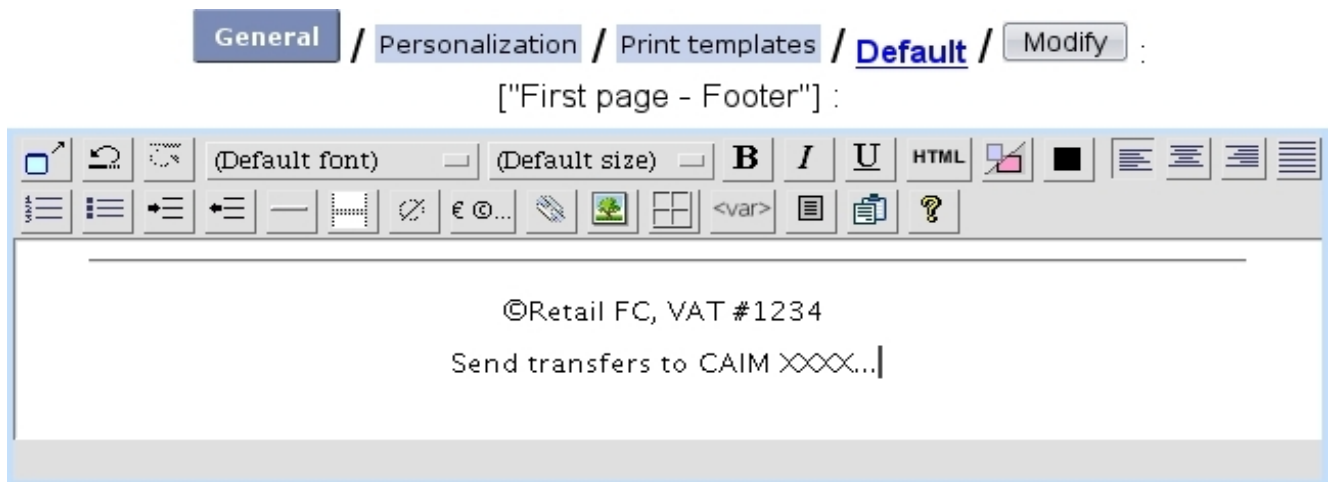 General / Personalization / Print templates / Default / Modify :
["First page - Footer"] :
(Default font) (Default size) B I U HTML
€ ©... <var> ?
©Retail FC, VAT #1234
Send transfers to CAIM XXXX...